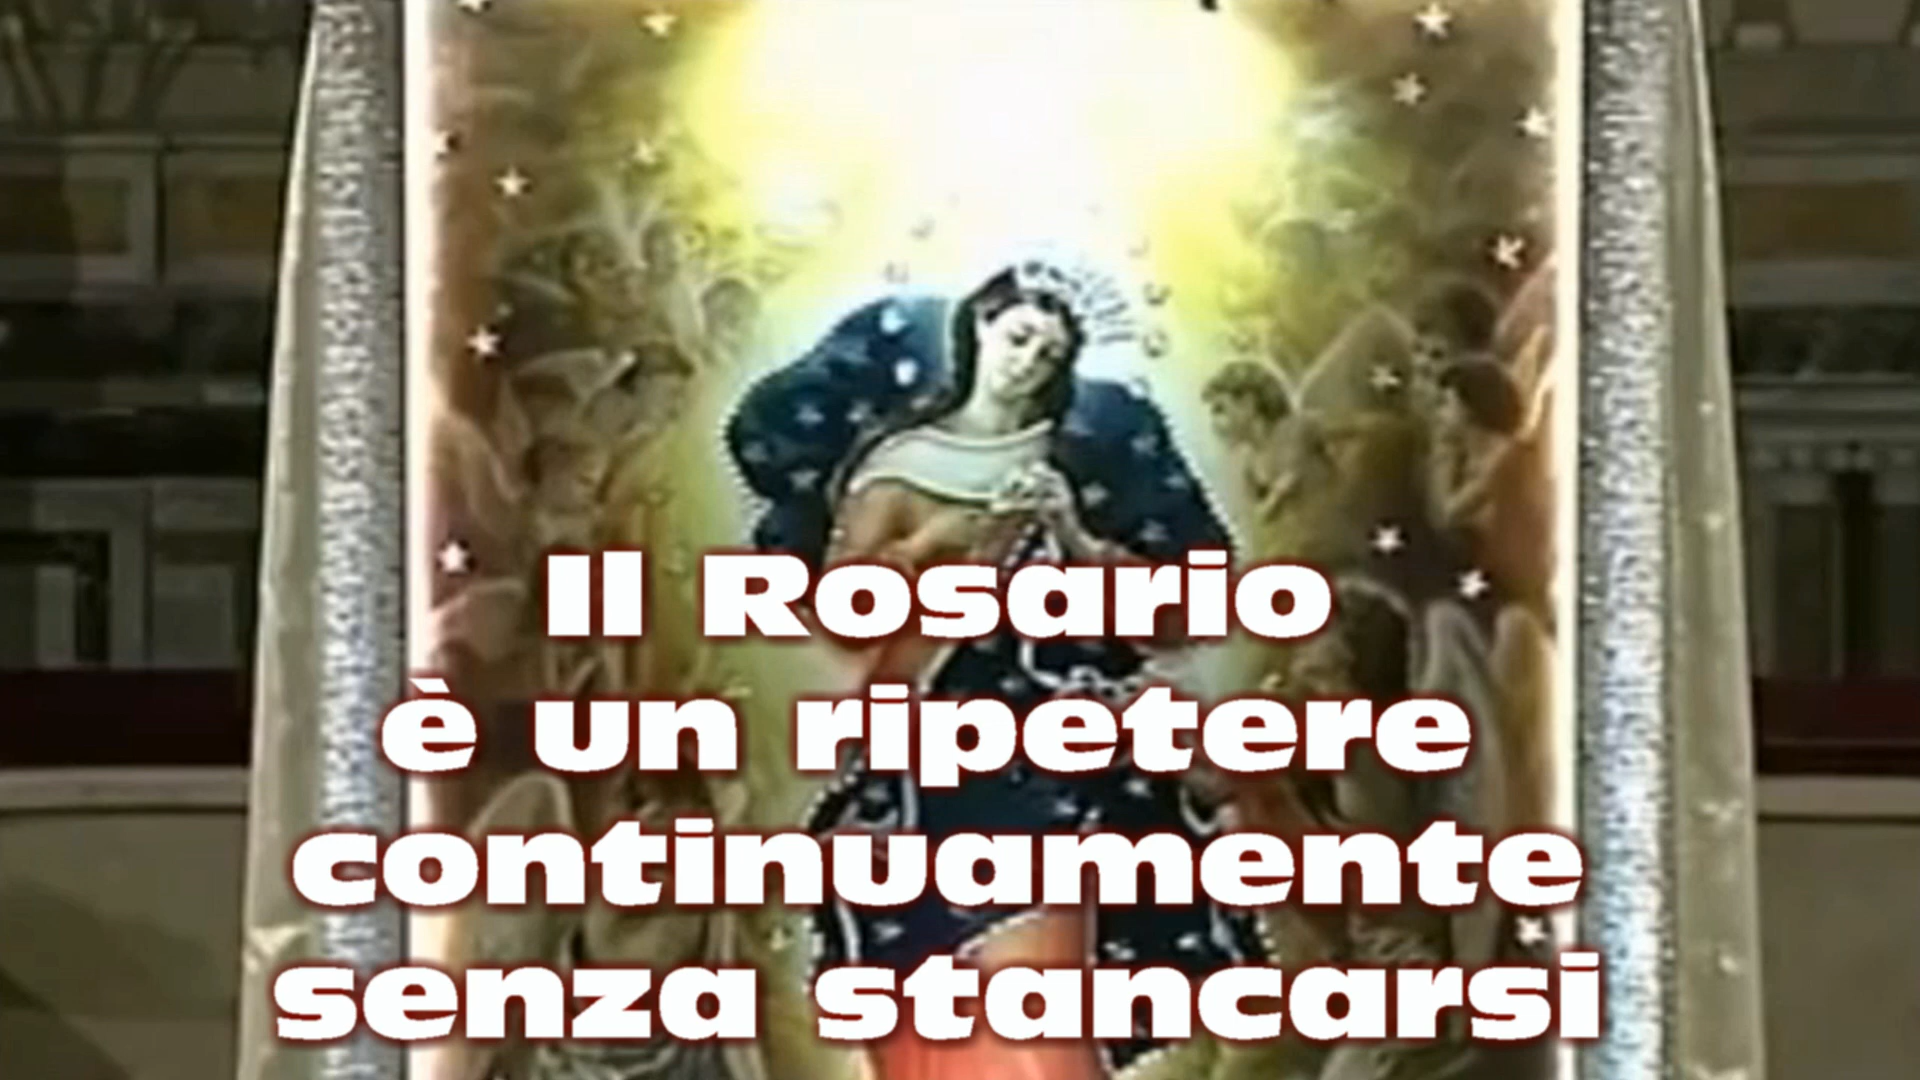 Il Rosario
è un ripetere
continuamente
senza stancarsi